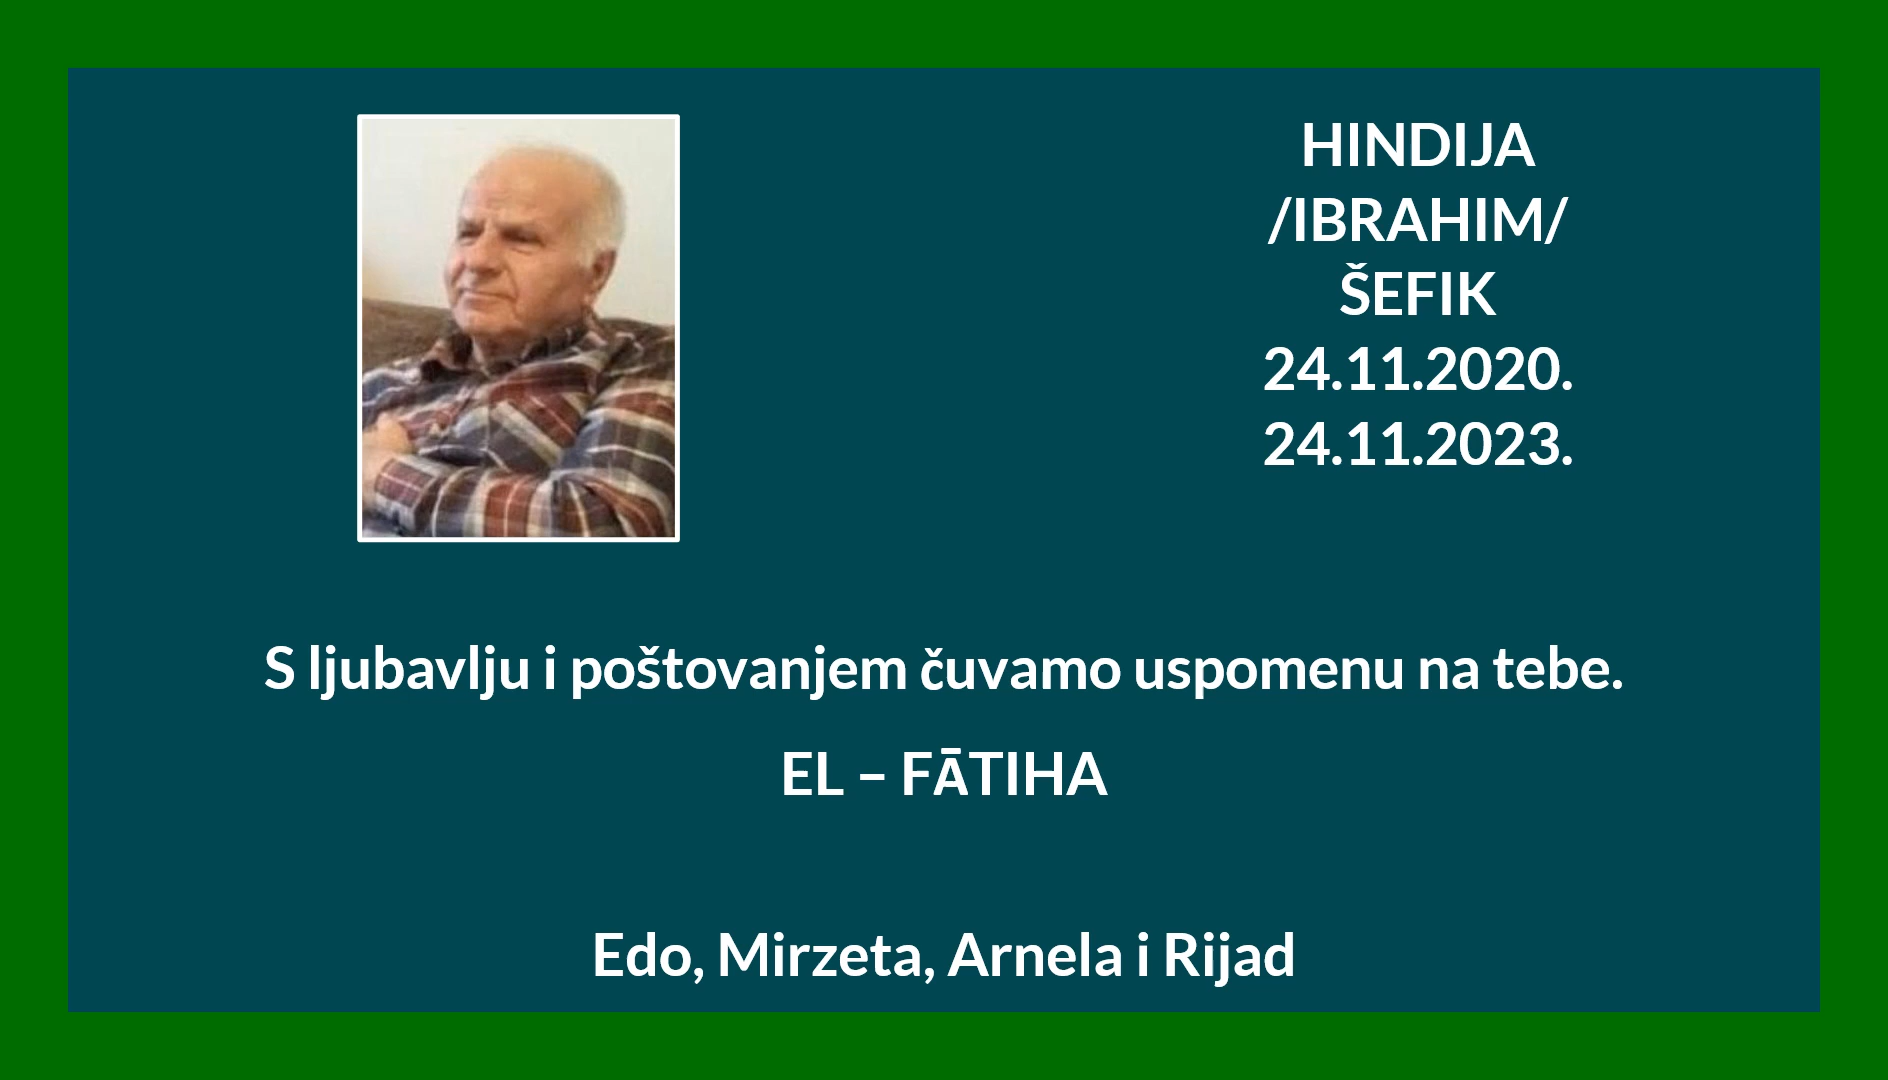 HINDIJA
/IBRAHIM/
ŠEFIK
24.11.2020.
24.11.2023.
S ljubavlju i poštovanjem čuvamo uspomenu na tebe.
EL – FĀTIHA
Edo, Mirzeta, Arnela i Rijad